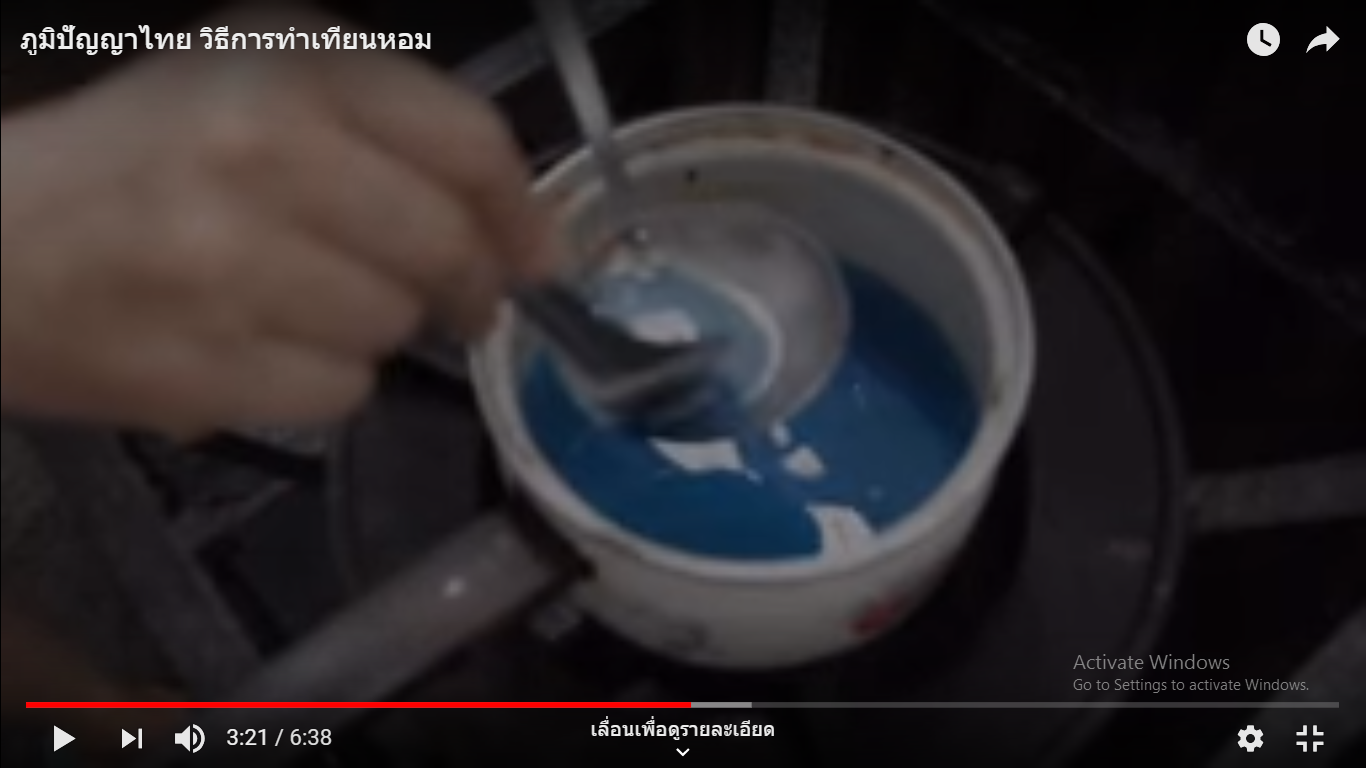 ภูมิปัญญาไทย วิธีการทำเทียนหอม
Activate Windows
Go to Settings to activate Windows.
3:21 / 6:38
เลื่อนเพื่อดูรายละเอียด